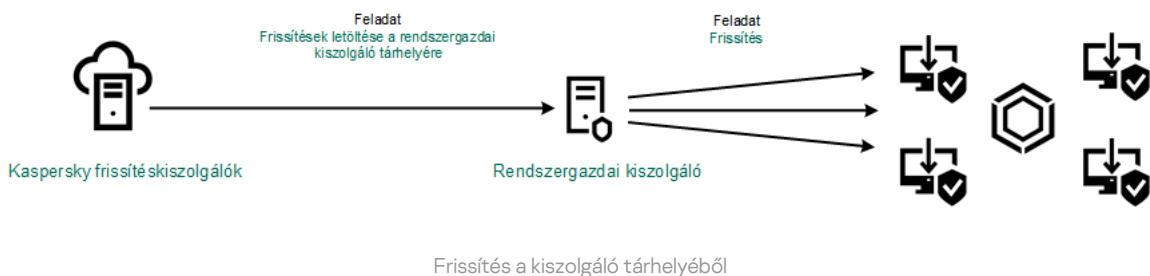 Feladat
Frissítések letöltése a rendszergazdai
kiszolgáló tárhelyére
Feladat
Frissítés
Kaspersky frissítéskiszolgálók
Rendszergazdai kiszolgáló
Frissítés a kiszolgáló tárhelyéből